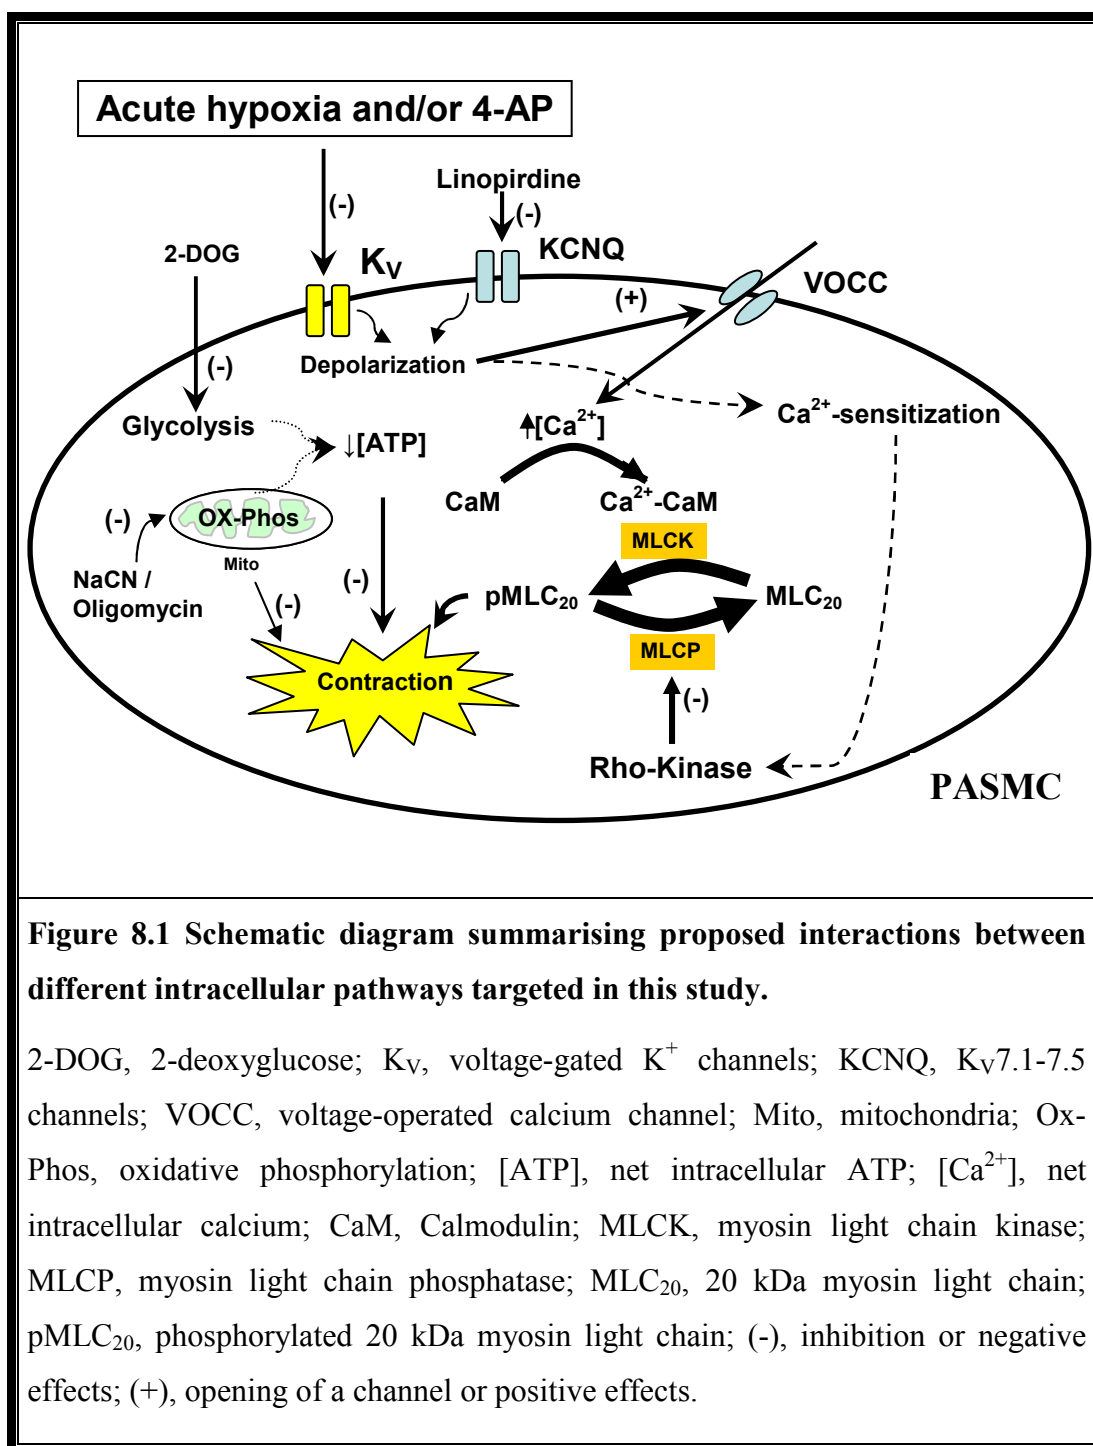 Acute hypoxia and/or 4-AP
Linopirdine
(-)
(-)
2-DOG
K_V
KCNQ
VOCC
(+)
(-)
Depolarization
Glycolysis
↓[ATP]
↑[Ca²⁺]
Ca²⁺-sensitization
CaM
Ca²⁺-CaM
(-)
OX-Phos
MLCK
Mito
NaCN /
Oligomycin
(-)
(-)
pMLC₂₀
MLC₂₀
MLCP
Contraction
(-)
Rho-Kinase
PASMC
Figure 8.1 Schematic diagram summarising proposed interactions between
different intracellular pathways targeted in this study.
2-DOG, 2-deoxyglucose; K_V, voltage-gated K⁺ channels; KCNQ, K_V7.1-7.5
channels; VOCC, voltage-operated calcium channel; Mito, mitochondria; Ox-
Phos, oxidative phosphorylation; [ATP], net intracellular ATP; [Ca²⁺], net
intracellular calcium; CaM, Calmodulin; MLCK, myosin light chain kinase;
MLCP, myosin light chain phosphatase; MLC₂₀, 20 kDa myosin light chain;
pMLC₂₀, phosphorylated 20 kDa myosin light chain; (-), inhibition or negative
effects; (+), opening of a channel or positive effects.